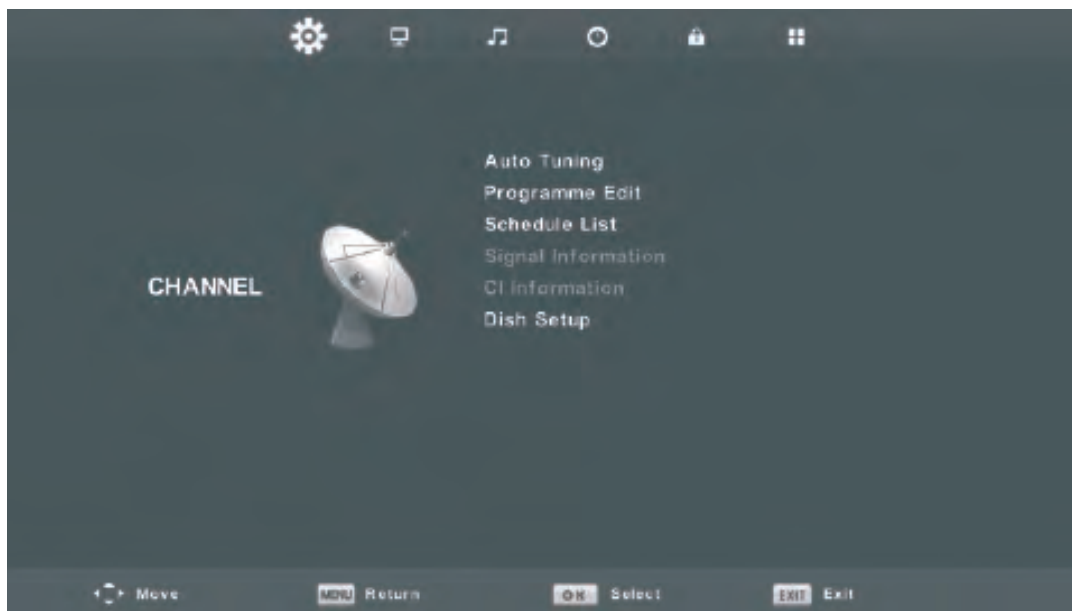 Auto Tuning
Programme Edit
Schedule List
Signal Information
CI Information
Dish Setup
CHANNEL
Move
MENU Return
OK Select
EXIT Exit